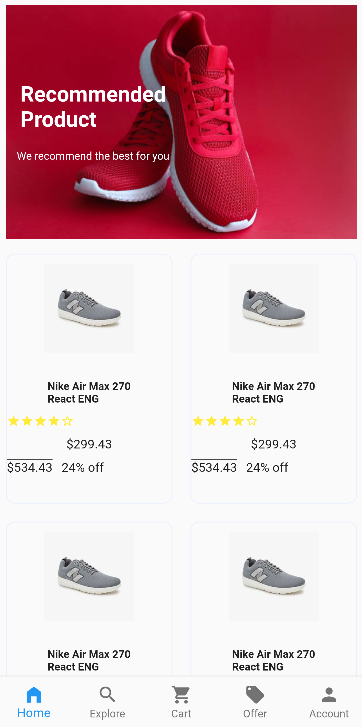 Recommended
Product
We recommend the best for you
Nike Air Max 270
React ENG
$299.43
$534.43 24% off
Nike Air Max 270
React ENG
$299.43
$534.43 24% off
Nike Air Max 270
React ENG
Nike Air Max 270
React ENG
Home
Explore
Cart
Offer
Account